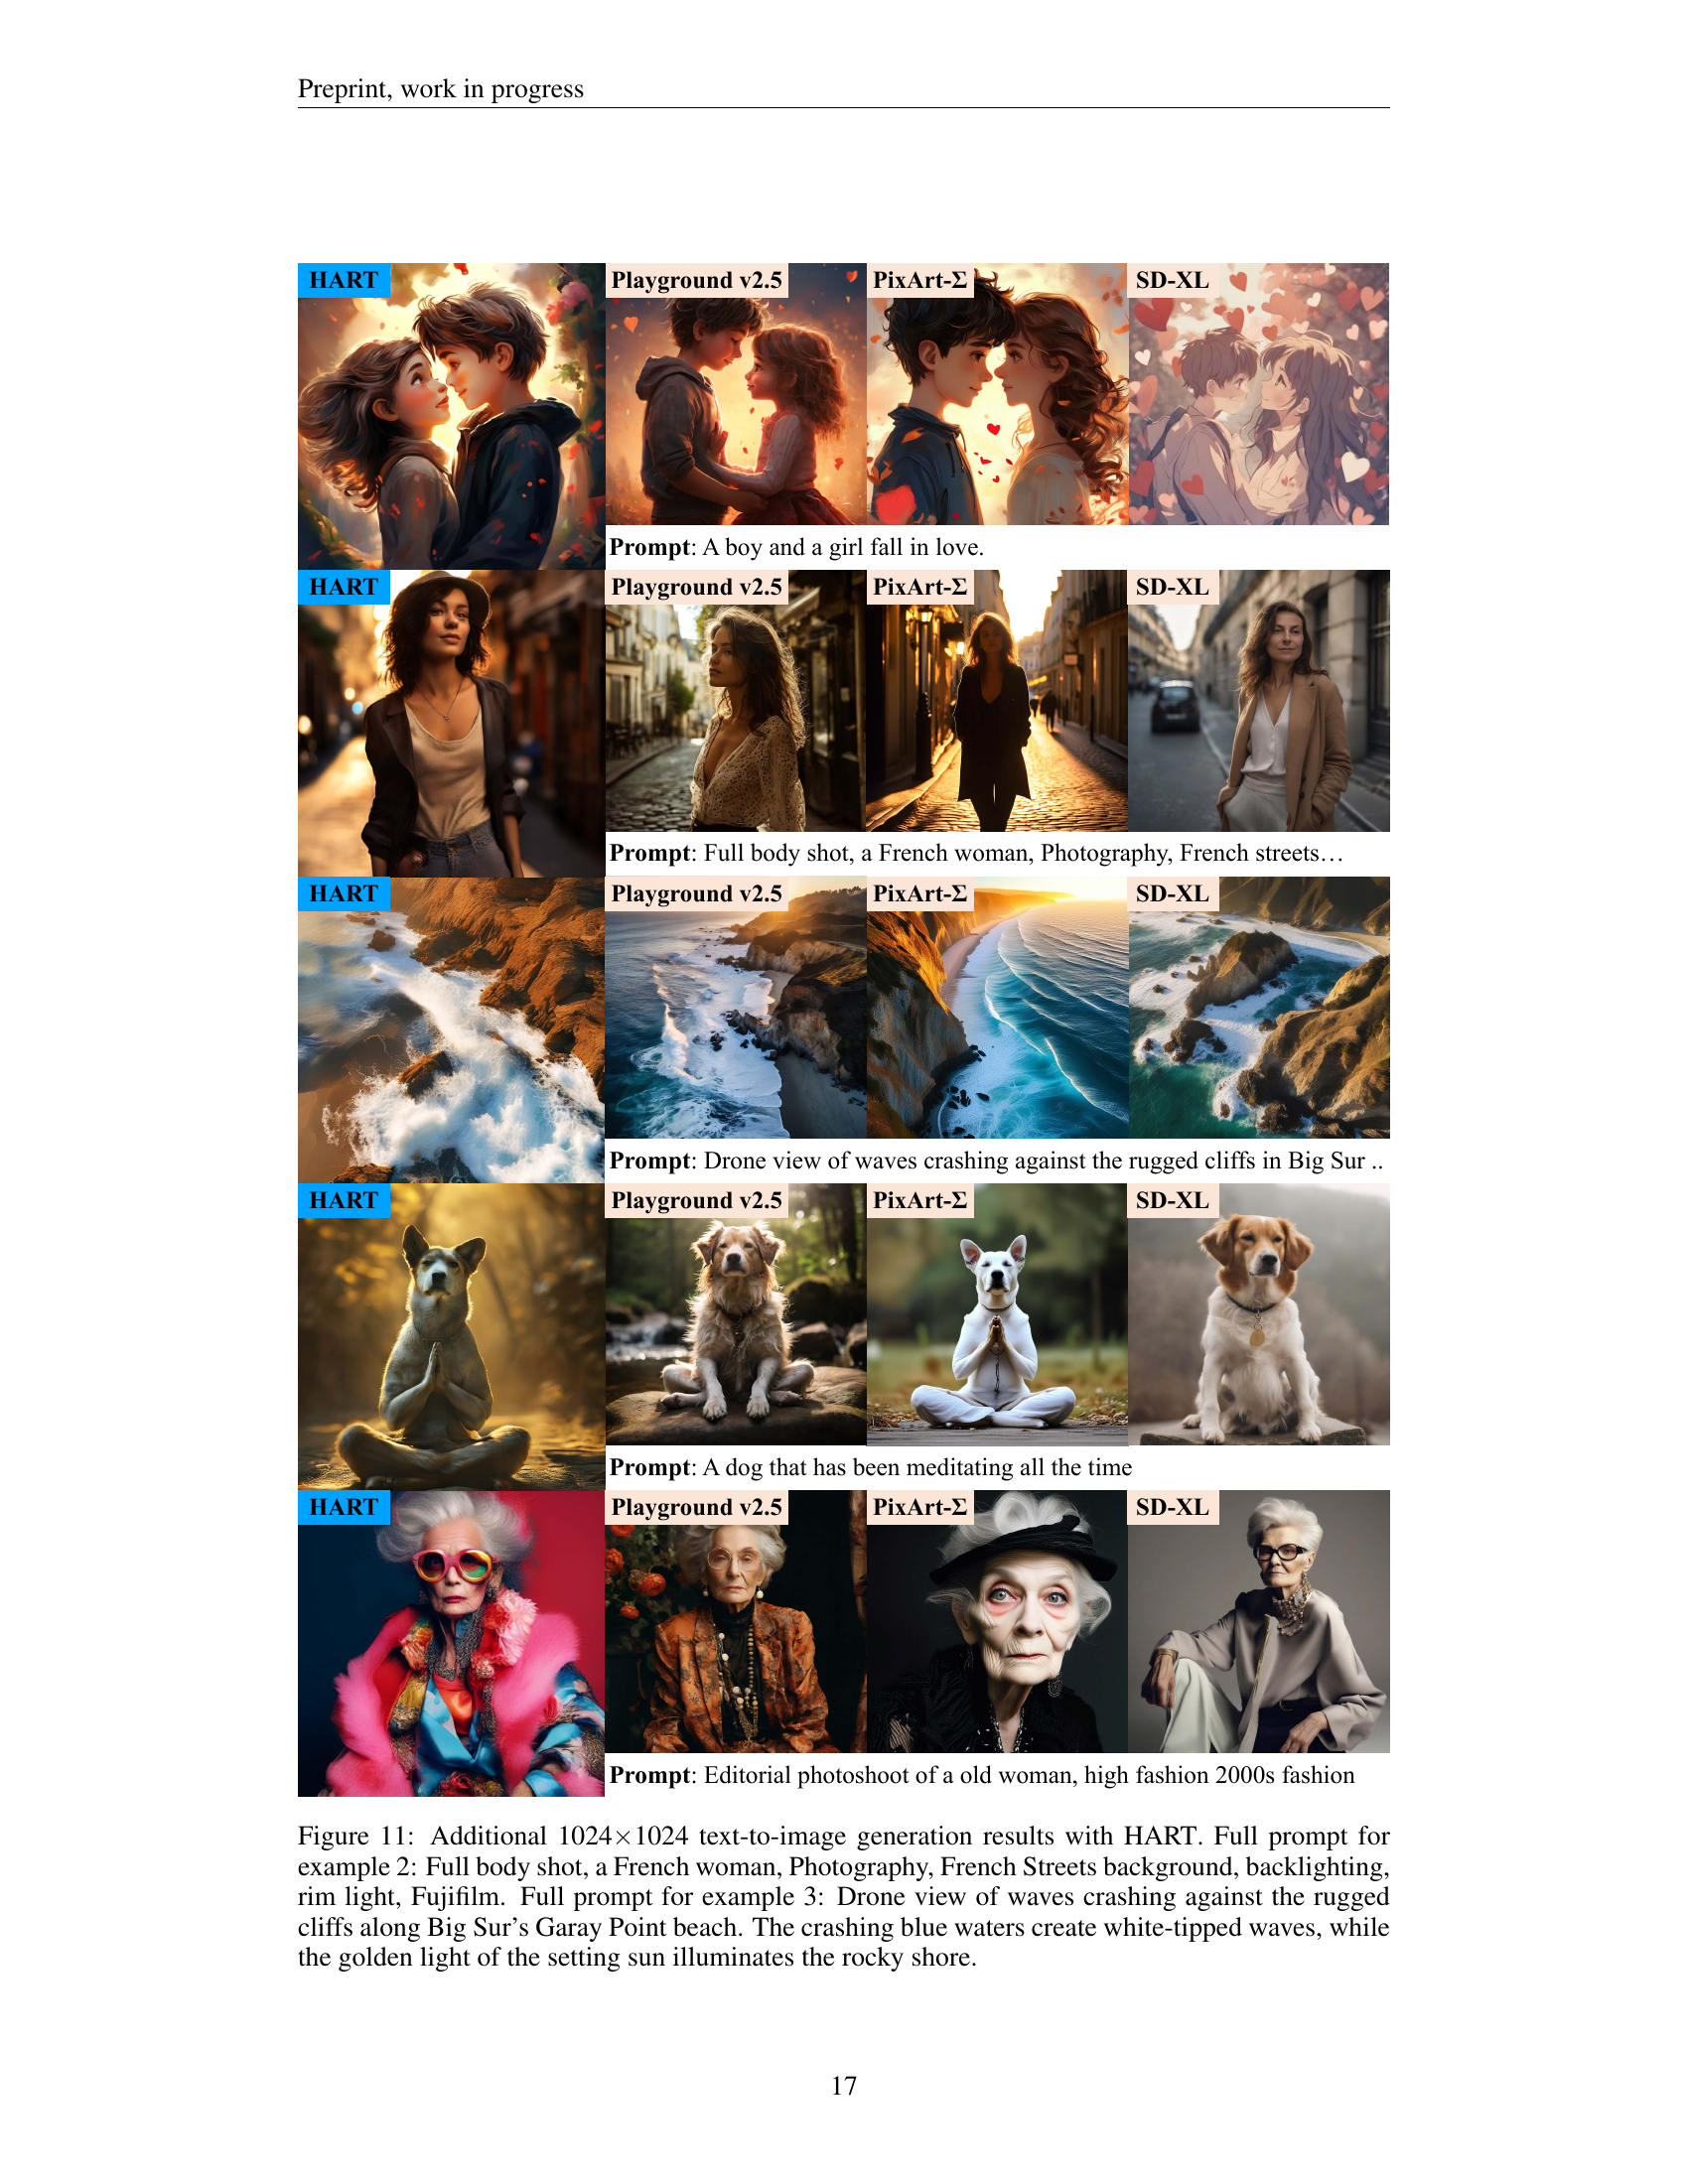 Preprint, work in progress
HART
Playground v2.5
PixArt-Σ
SD-XL
Prompt: A boy and a girl fall in love.
HART
Playground v2.5
PixArt-Σ
SD-XL
Prompt: Full body shot, a French woman, Photography, French streets…
HART
Playground v2.5
PixArt-Σ
SD-XL
Prompt: Drone view of waves crashing against the rugged cliffs in Big Sur ..
HART
Playground v2.5
PixArt-Σ
SD-XL
Prompt: A dog that has been meditating all the time
HART
Playground v2.5
PixArt-Σ
SD-XL
Prompt: Editorial photoshoot of a old woman, high fashion 2000s fashion
Figure 11: Additional 1024×1024 text-to-image generation results with HART. Full prompt for
example 2: Full body shot, a French woman, Photography, French Streets background, backlighting,
rim light, Fujifilm. Full prompt for example 3: Drone view of waves crashing against the rugged
cliffs along Big Sur's Garay Point beach. The crashing blue waters create white-tipped waves, while
the golden light of the setting sun illuminates the rocky shore.
17